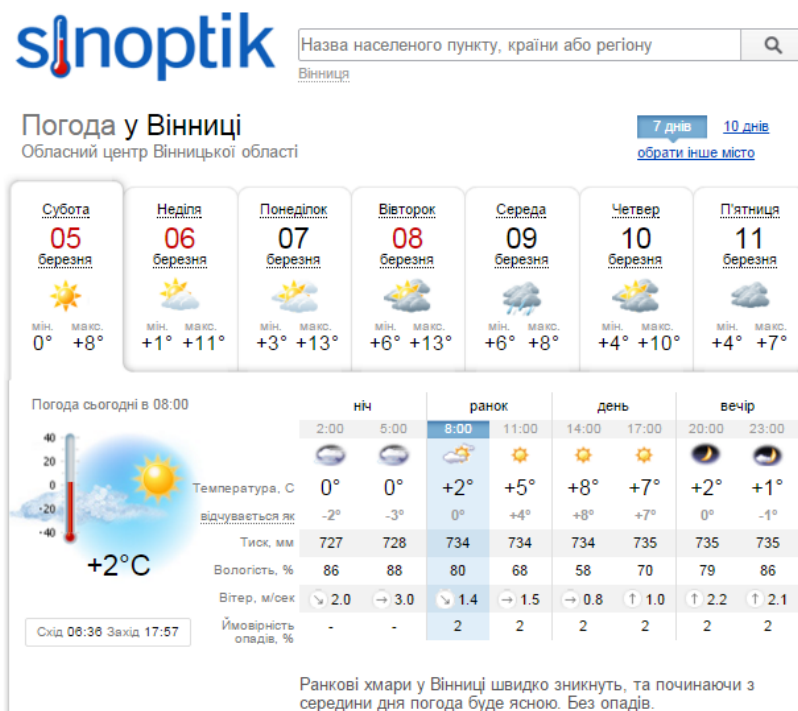 sinoptik
Назва населеного пункту, країни або регіону
Вінниця
Погода у Вінниці
Обласний центр Вінницької області
7 днів 10 днів
обрати інше місто
Субота Неділя Понеділок Вівторок Середа Четвер П'ятниця
05 06 07 08 09 10 11
березня березня березня березня березня березня березня
мін. макс. мін. макс. мін. макс. мін. макс. мін. макс. мін. макс. мін. макс.
0° +8° +1° +11° +3° +13° +6° +13° +6° +8° +4° +10° +4° +7°
Погода сьогодні в 08:00
40
20
0
-20
-40
+2°C
Схід 06:36 Захід 17:57
ніч ранок день вечір
2:00 5:00 8:00 11:00 14:00 17:00 20:00 23:00
Температура, С 0° 0° +2° +5° +8° +7° +2° +1°
відчувається як -2° -3° 0° +4° +8° +7° 0° -1°
Тиск, мм 727 728 734 734 734 735 735 735
Вологість, % 86 88 80 68 58 70 79 86
Вітер, м/сек 2.0 3.0 1.4 1.5 0.8 1.0 2.2 2.1
Ймовірність
опадів, % - - 2 2 2 2 2 2
Ранкові хмари у Вінниці швидко зникнуть, та починаючи з
середини дня погода буде ясною. Без опадів.